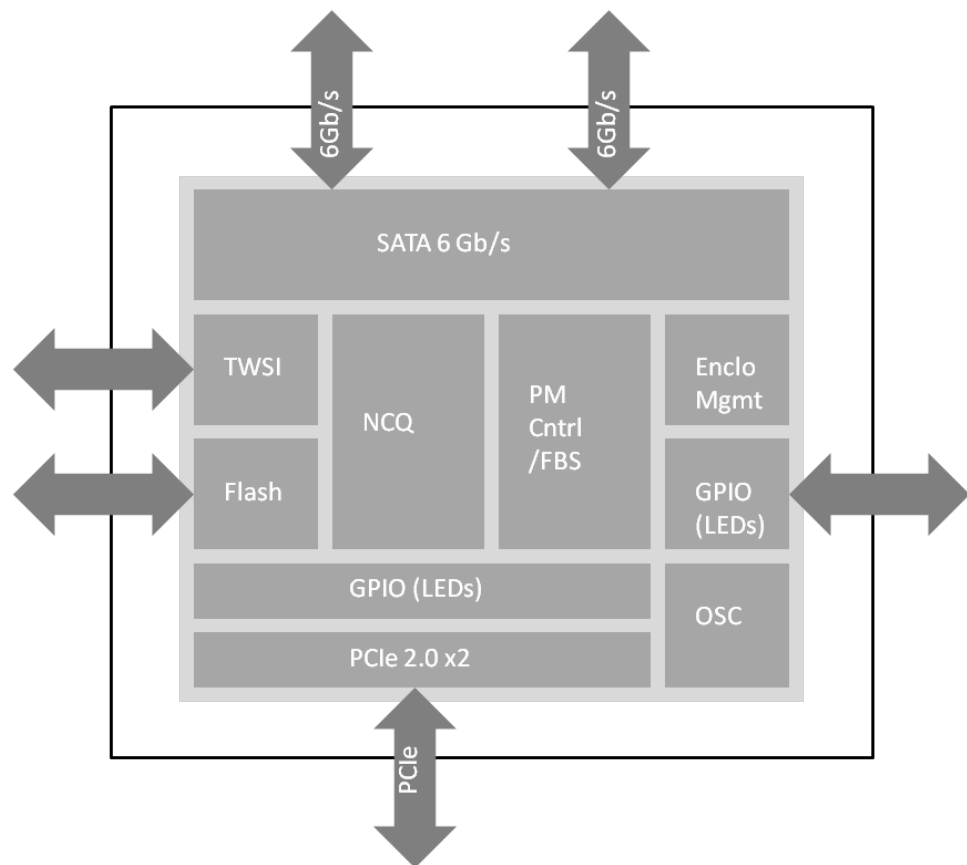 6Gb/s
6Gb/s
SATA 6 Gb/s
TWSI
NCQ
PM
Cntrl
/FBS
Enclo
Mgmt
Flash
GPIO
(LEDs)
GPIO (LEDs)
OSC
PCIe 2.0 x2
PCIe